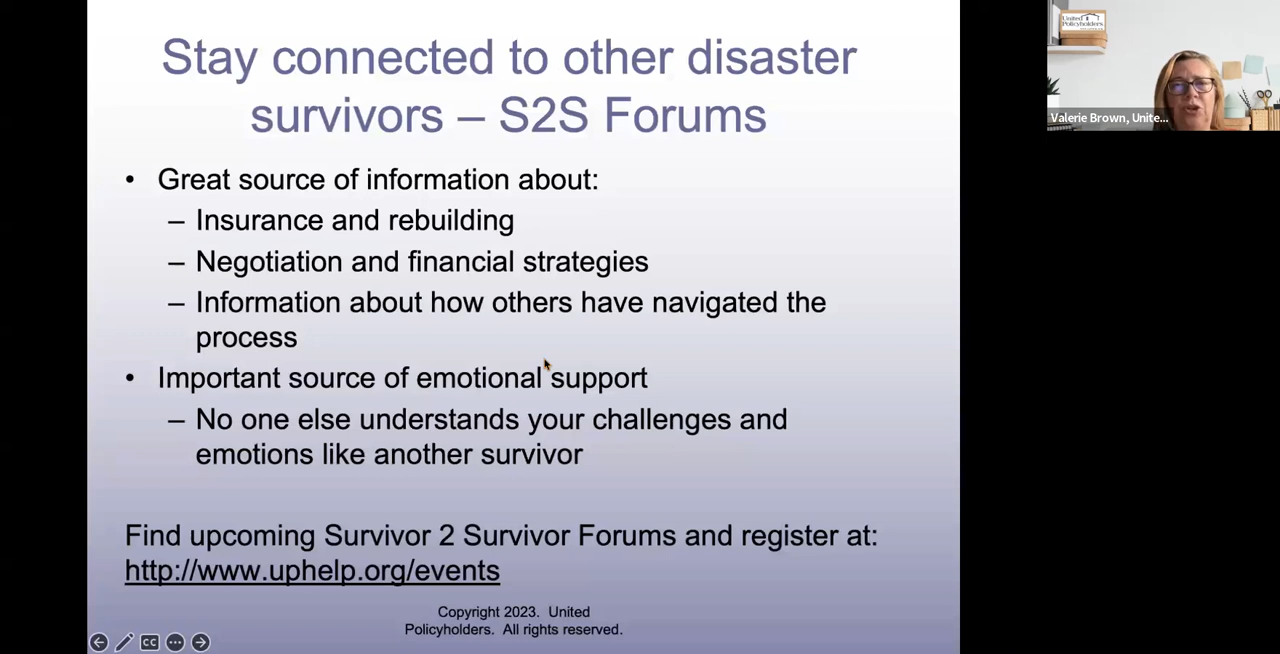 Stay connected to other disaster
survivors – S2S Forums
• Great source of information about:
– Insurance and rebuilding
– Negotiation and financial strategies
– Information about how others have navigated the
process
• Important source of emotional support
– No one else understands your challenges and
emotions like another survivor
Find upcoming Survivor 2 Survivor Forums and register at:
http://www.uphelp.org/events
Copyright 2023. United
Policyholders. All rights reserved.
CC
United
Policyholders
Valerie Brown, Unite...